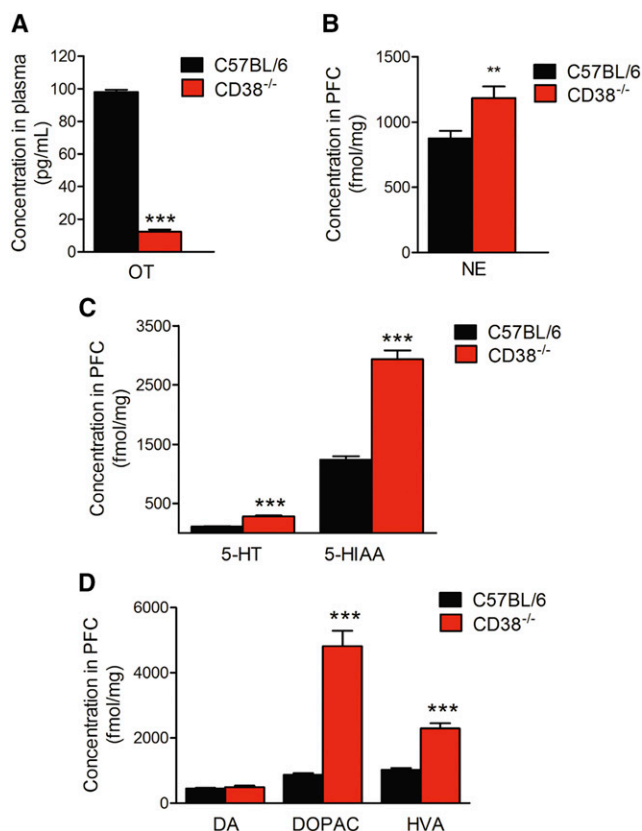 A
C57BL/6
CD38-/-
Concentration in plasma
(pg/mL)
120
100
80
60
40
20
0
***
OT
B
C57BL/6
CD38-/-
Concentration in PFC
(fmol/mg)
1500
1000
500
0
**
NE
C
C57BL/6
CD38-/-
Concentration in PFC
(fmol/mg)
3500
2500
1500
500
***
***
5-HT 5-HIAA
D
C57BL/6
CD38-/-
Concentration in PFC
(fmol/mg)
6000
4000
2000
0
***
***
DA DOPAC HVA